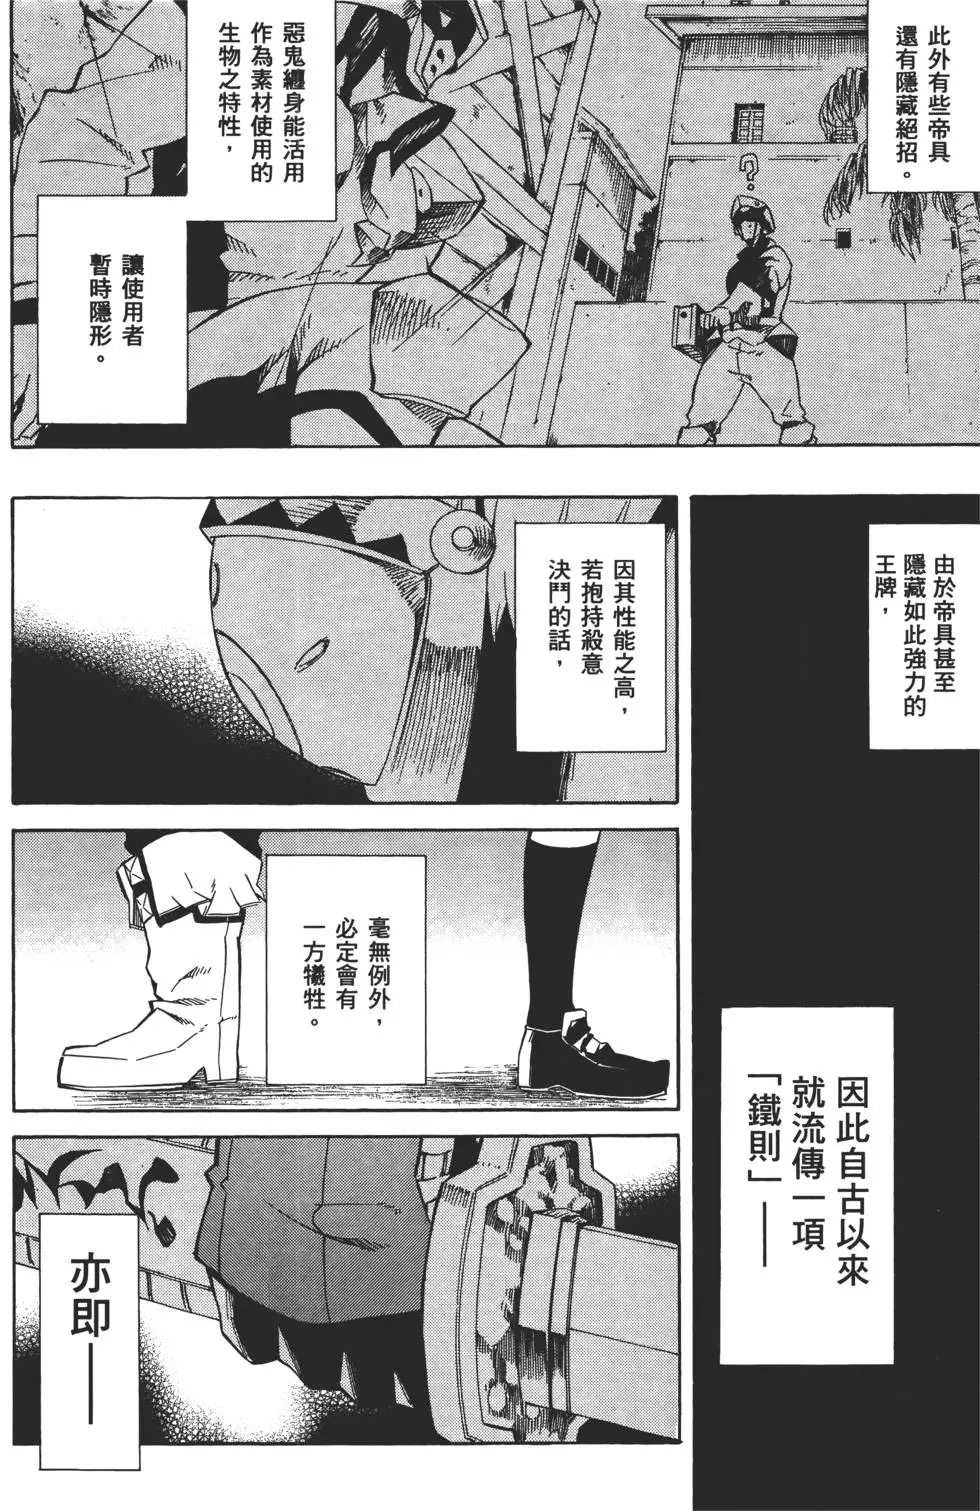 此外有些帝具
還有隱藏絕招。
？
惡鬼纏身能活用
作為素材使用的
生物之特性，
讓使用者
暫時隱形。
由於帝具甚至
隱藏如此強力的
王牌，
因此自古以來
就流傳一項
「鐵則」——
因其性能之高，
若抱持殺意
決鬥的話，
毫無例外，
必定會有
一方犧牲。
亦即——